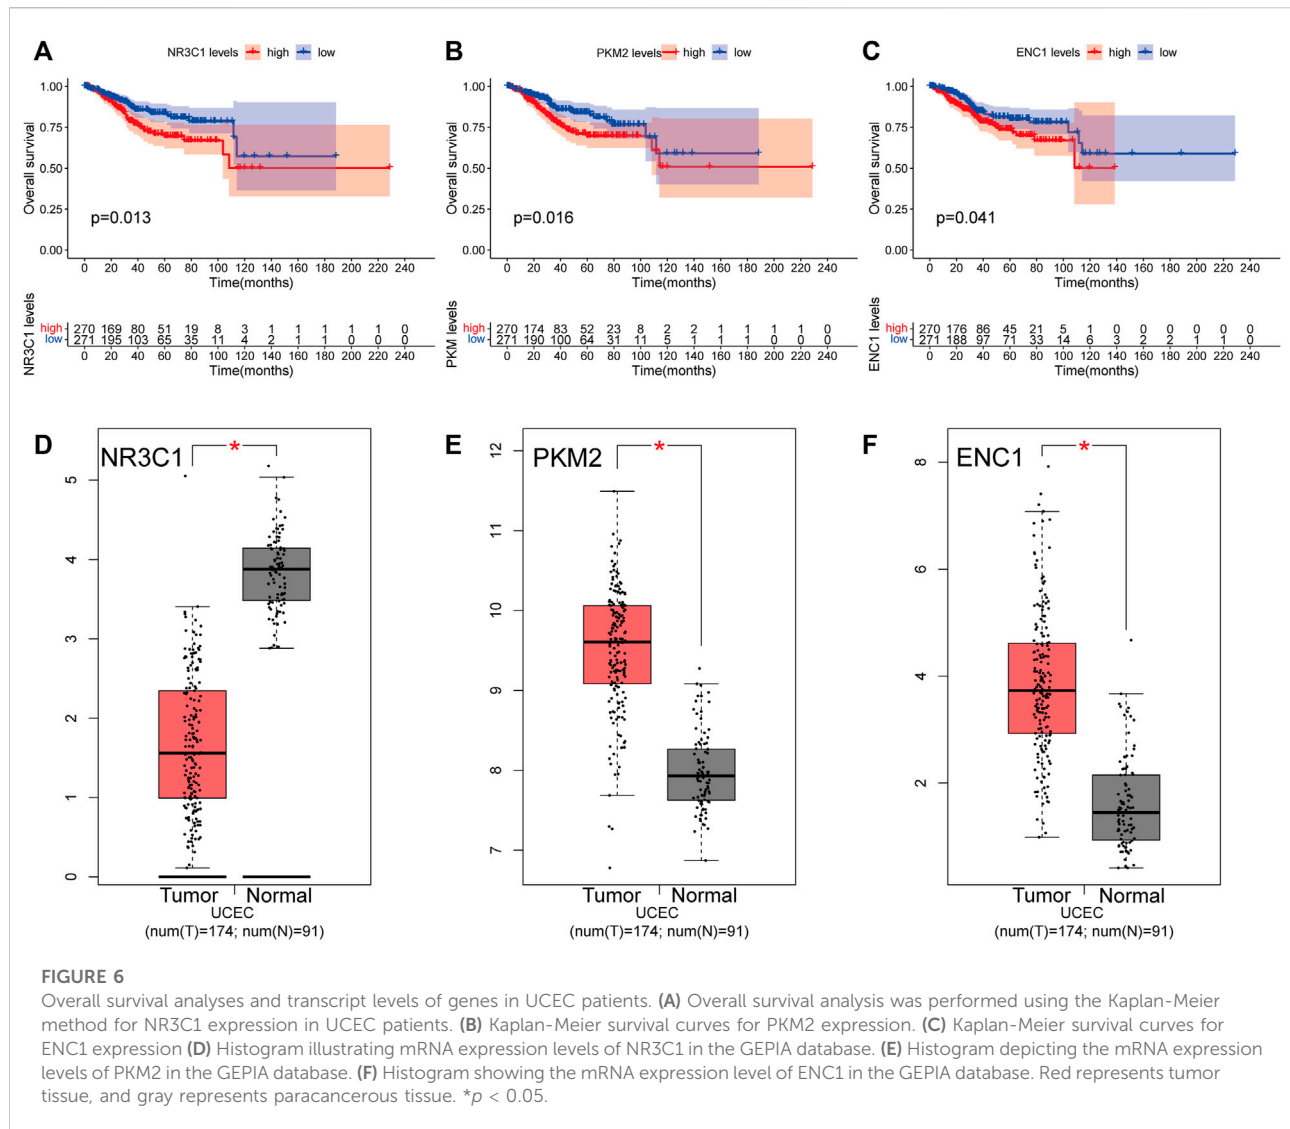 A
NR3C1 levels high low
1.00
0.75
0.50
0.25
0.00
Overall survival
p=0.013
0 20 40 60 80 100 120 140 160 180 200 220 240
Time(months)
NR3C1 levels
high 270 169 80 51 19 8 3 1 1 1 1 1 0
low 271 195 103 65 35 11 4 2 1 1 0 0 0
0 20 40 60 80 100 120 140 160 180 200 220 240
Time(months)
B
PKM2 levels high low
1.00
0.75
0.50
0.25
0.00
Overall survival
p=0.016
0 20 40 60 80 100 120 140 160 180 200 220 240
Time(months)
PKM levels
high 270 174 83 52 23 8 2 2 1 1 1 1 0
low 271 190 100 64 31 11 5 1 1 1 0 0 0
0 20 40 60 80 100 120 140 160 180 200 220 240
Time(months)
C
ENC1 levels high low
1.00
0.75
0.50
0.25
0.00
Overall survival
p=0.041
0 20 40 60 80 100 120 140 160 180 200 220 240
Time(months)
ENC1 levels
high 270 176 86 45 21 5 1 0 0 0 0 0 0
low 271 188 97 71 33 14 6 3 2 2 1 1 0
0 20 40 60 80 100 120 140 160 180 200 220 240
Time(months)
D
NR3C1
*
5
4
3
2
1
0
Tumor Normal
UCEC
(num(T)=174; num(N)=91)
E
PKM2
*
12
11
10
9
8
7
Tumor Normal
UCEC
(num(T)=174; num(N)=91)
F
ENC1
*
8
6
4
2
Tumor Normal
UCEC
(num(T)=174; num(N)=91)
FIGURE 6
Overall survival analyses and transcript levels of genes in UCEC patients. (A) Overall survival analysis was performed using the Kaplan-Meier
method for NR3C1 expression in UCEC patients. (B) Kaplan-Meier survival curves for PKM2 expression. (C) Kaplan-Meier survival curves for
ENC1 expression (D) Histogram illustrating mRNA expression levels of NR3C1 in the GEPIA database. (E) Histogram depicting the mRNA expression
levels of PKM2 in the GEPIA database. (F) Histogram showing the mRNA expression level of ENC1 in the GEPIA database. Red represents tumor
tissue, and gray represents paracancerous tissue. *p < 0.05.